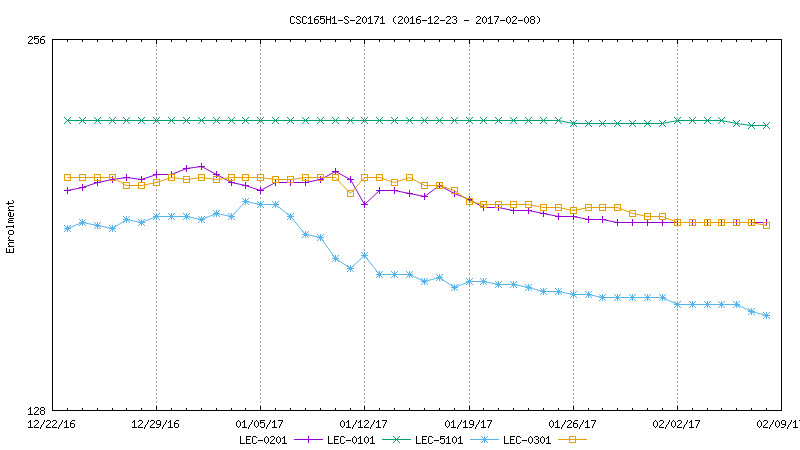 CSC165H1-S-20171 (2016-12-23 - 2017-02-08)
256
Enrolment
128
12/22/16 12/29/16 01/05/17 01/12/17 01/19/17 01/26/17 02/02/17 02/09/17
LEC-0201 LEC-0101 LEC-5101 LEC-0301